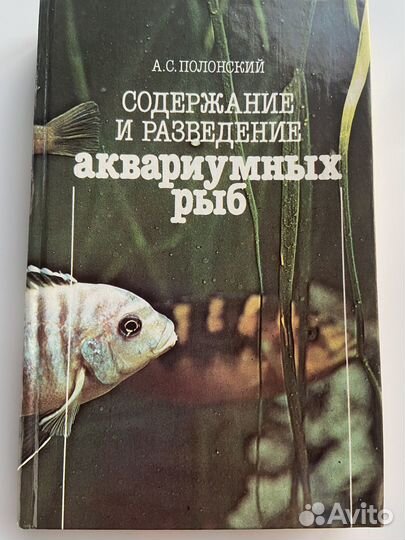 А.С. ПОЛОНСКИЙ
СОДЕРЖАНИЕ
И РАЗВЕДЕНИЕ
аквариумных
рыб
Avito